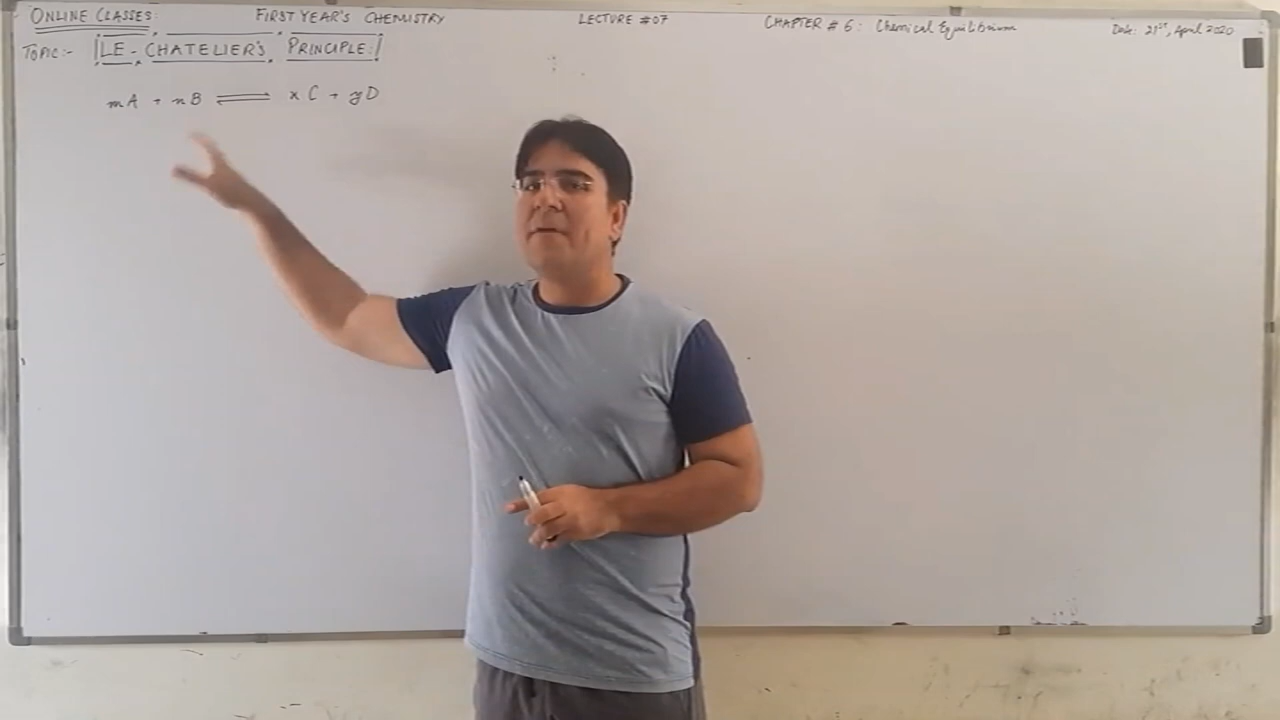 ONLINE CLASSES: FIRST YEAR'S CHEMISTRY LECTURE #07 CHAPTER # 6: Chemical Equilibrium Date: 21st, April 2020
TOPIC:- LE-CHATELIER'S PRINCIPLE:
mA + nB ⇌ xC + yD